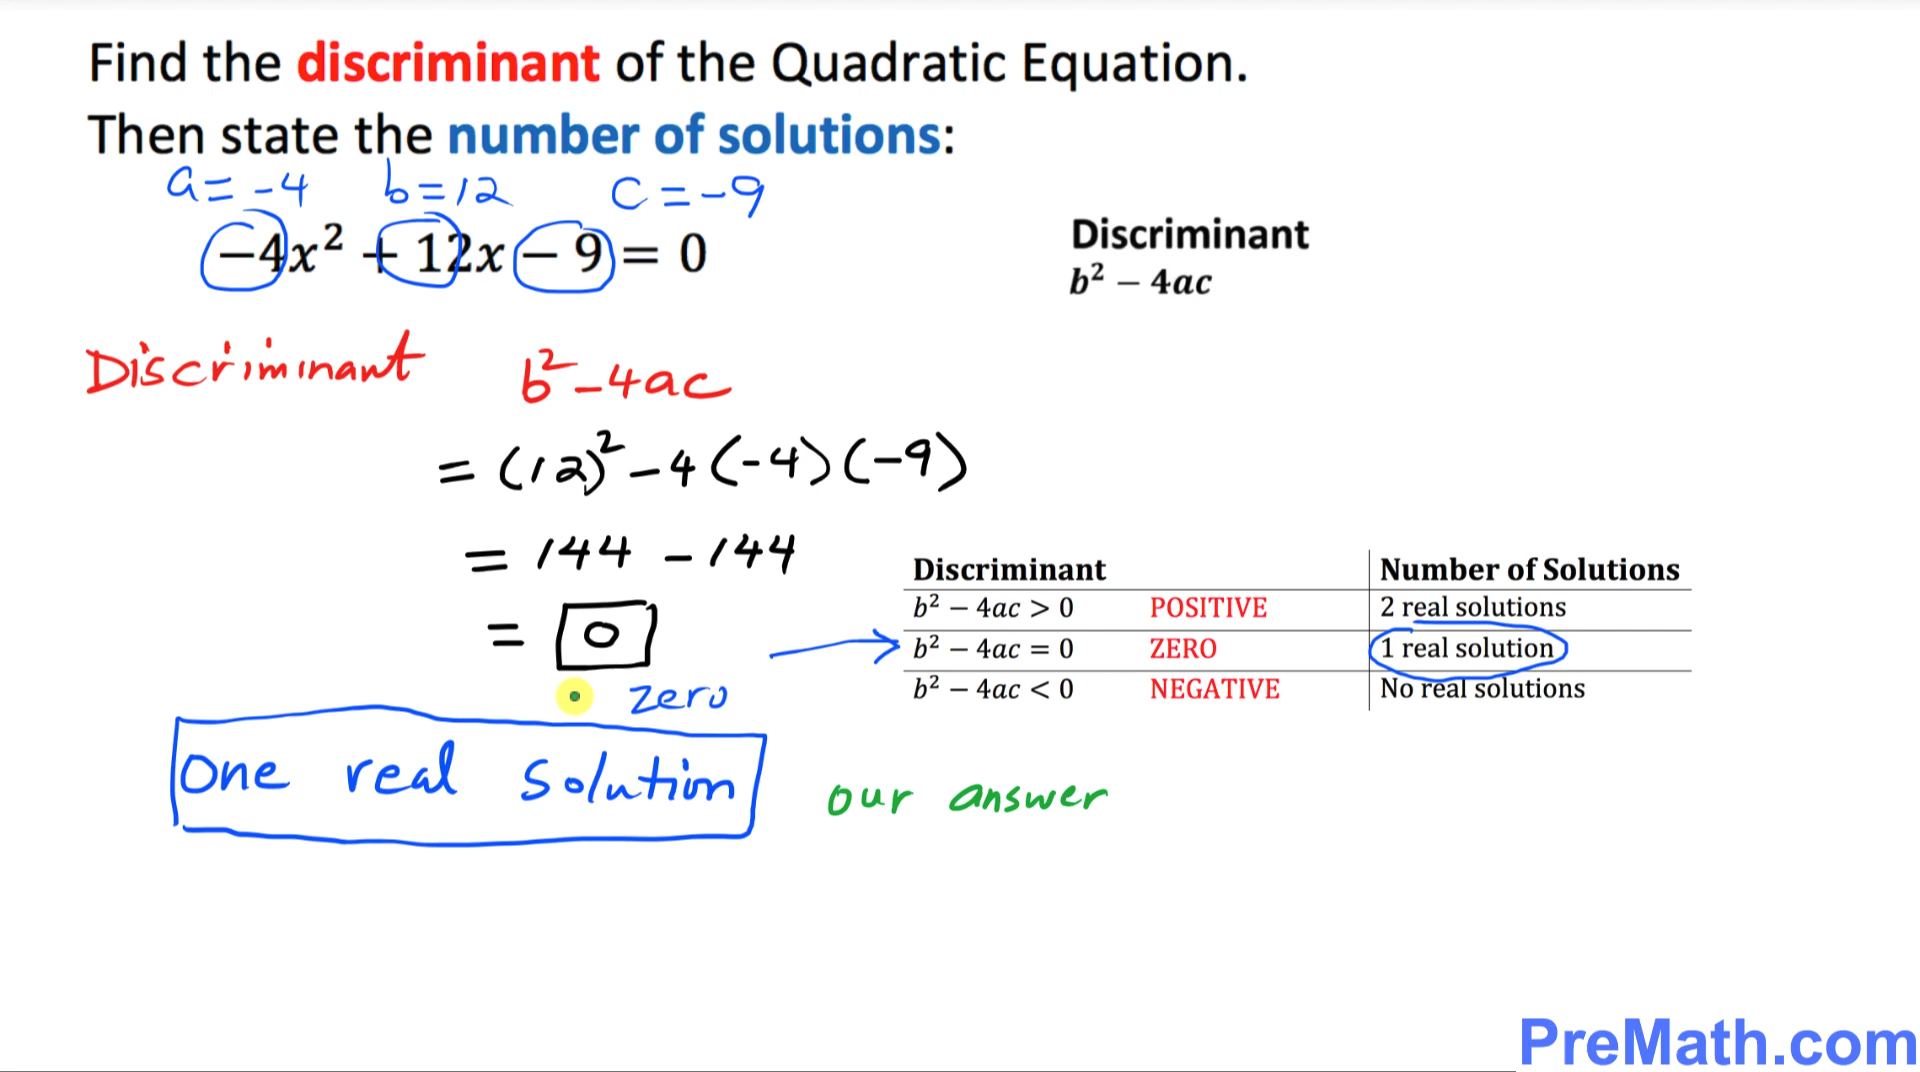 Find the discriminant of the Quadratic Equation.
Then state the number of solutions:
a = -4 b = 12 c = -9
−4x² + 12x − 9 = 0
Discriminant
b² − 4ac
Discriminant b² - 4ac
= (12)² - 4 (-4) (-9)
= 144 - 144
= 0
zero
Discriminant Number of Solutions
b² − 4ac > 0 POSITIVE 2 real solutions
b² − 4ac = 0 ZERO 1 real solution
b² − 4ac < 0 NEGATIVE No real solutions
One real solution our answer
PreMath.com